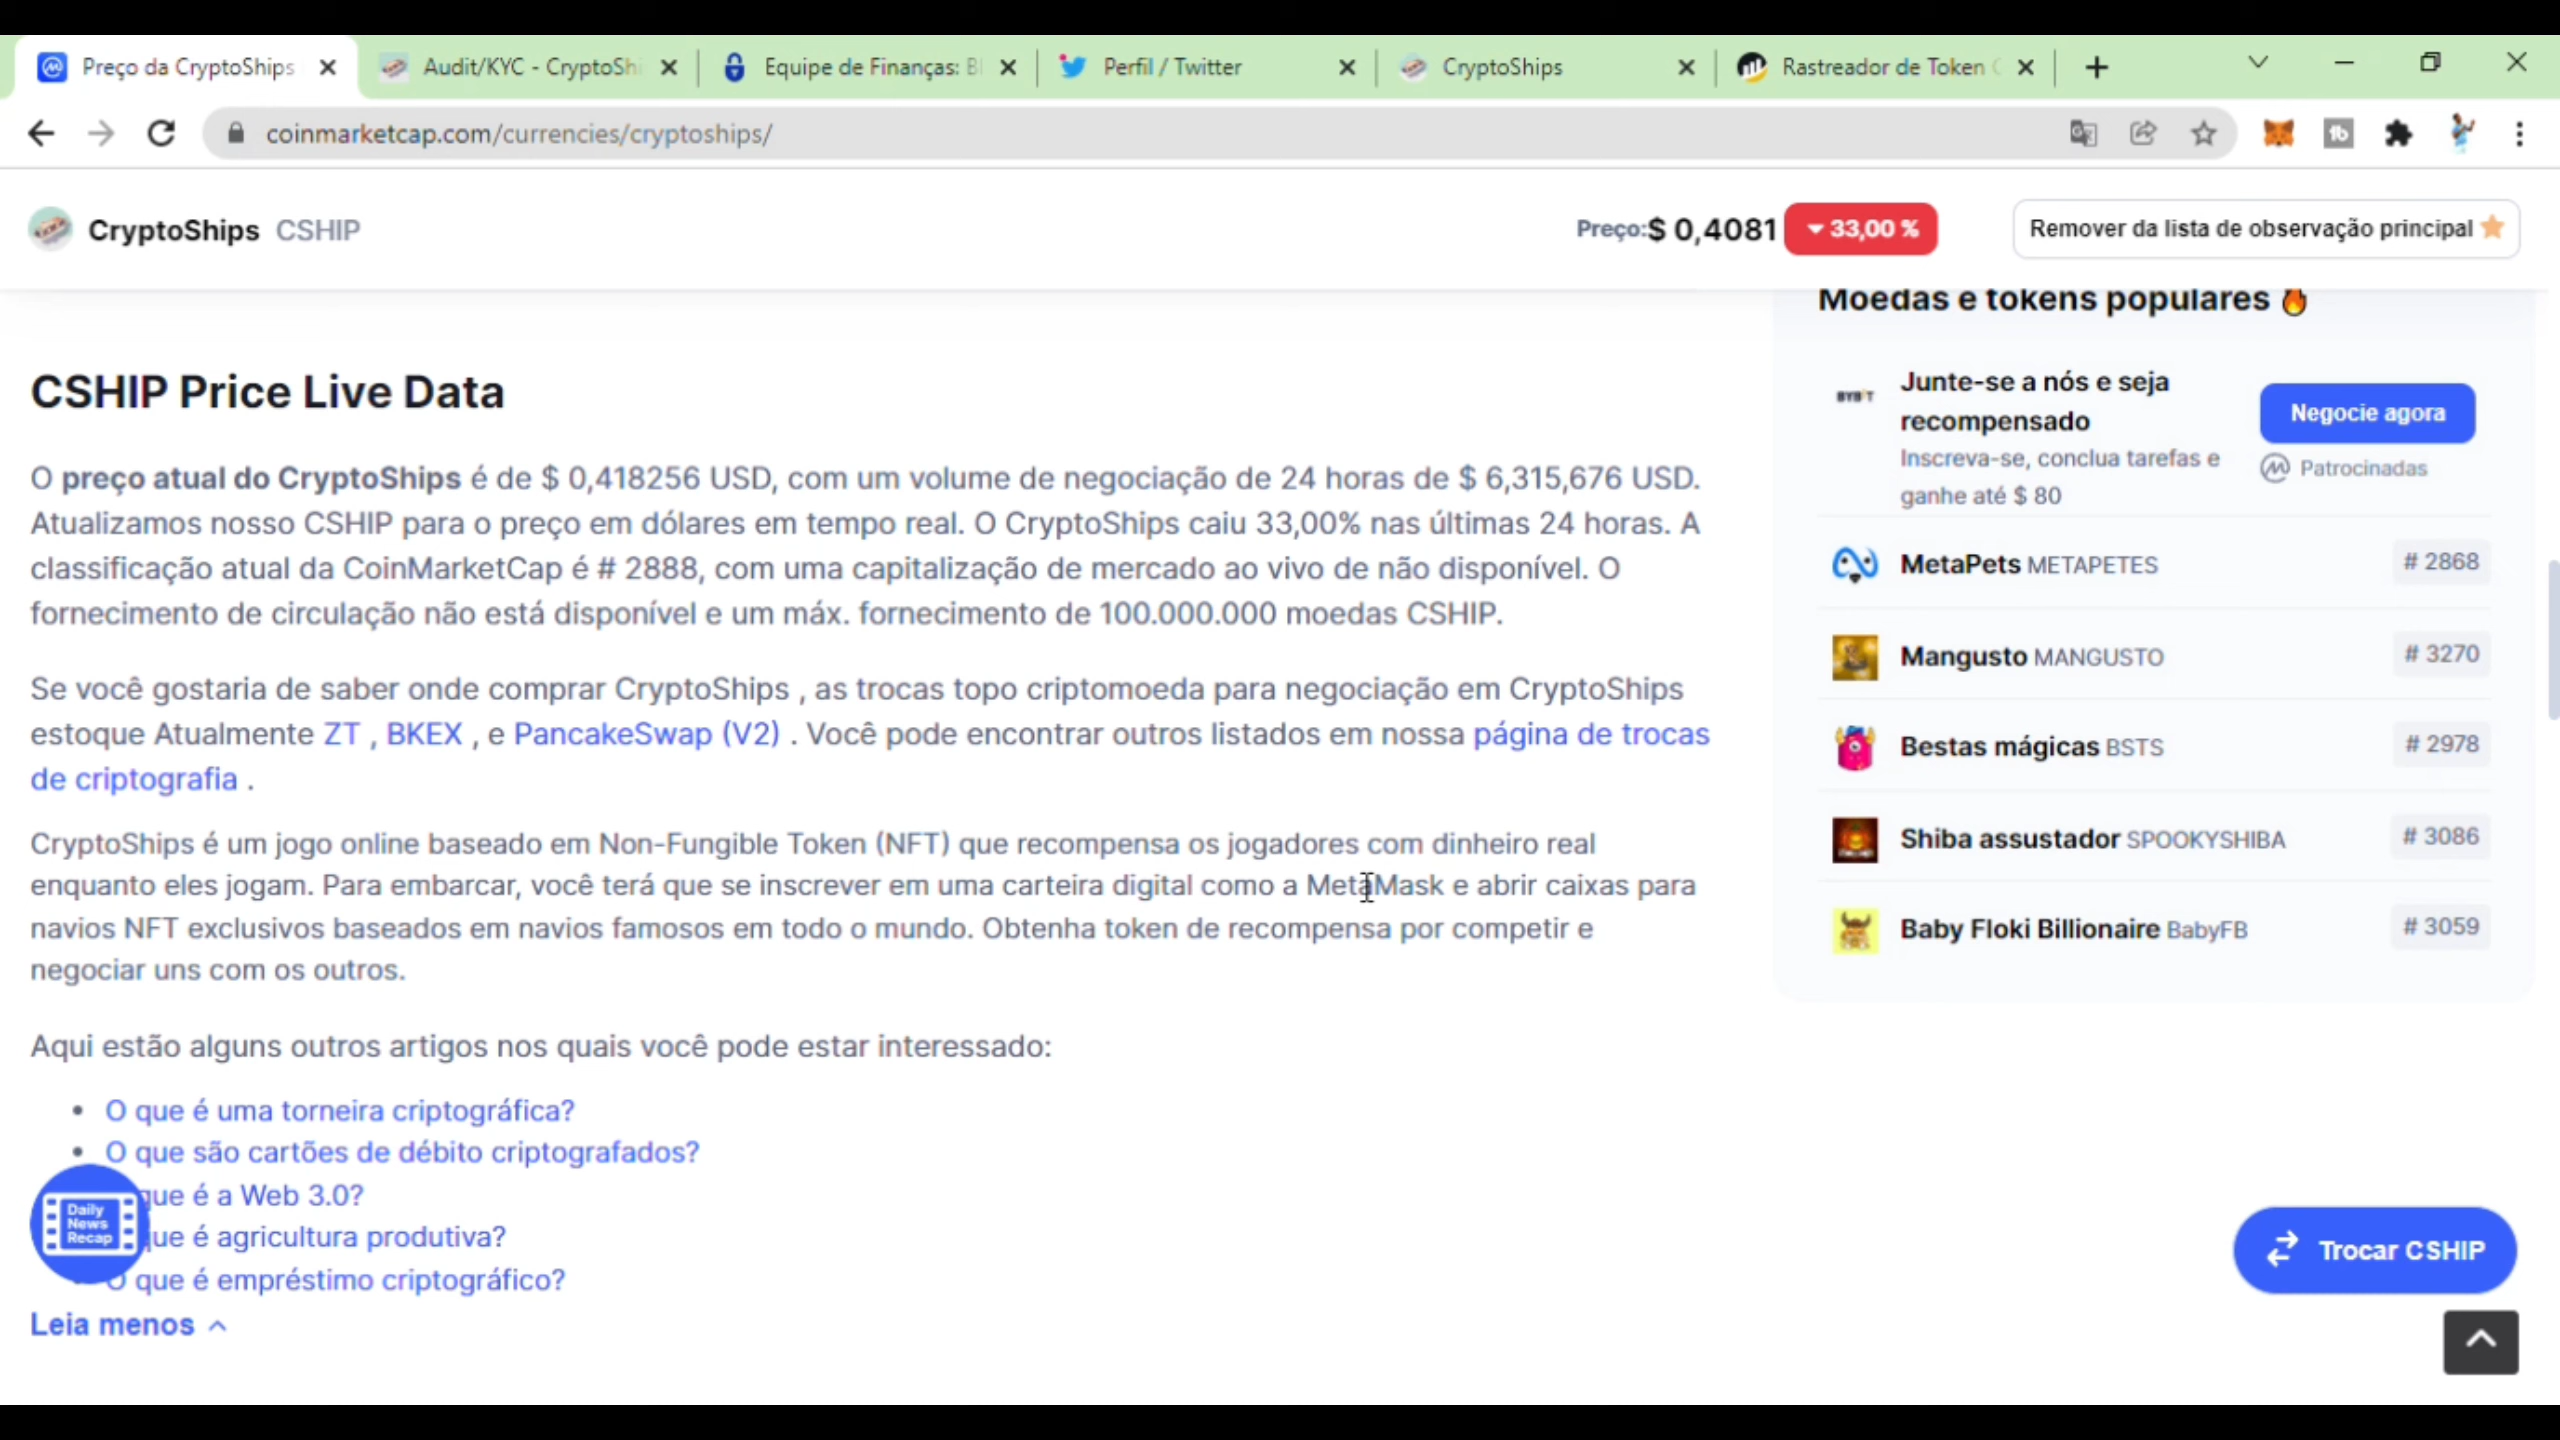 Preço da CryptoShips
Audit/KYC - CryptoShi
Equipe de Finanças: Bl
Perfil / Twitter
CryptoShips
Rastreador de Token C
coinmarketcap.com/currencies/cryptoships/
CryptoShips CSHIP
Preço:$ 0,4081
33,00 %
Remover da lista de observação principal
CSHIP Price Live Data
O preço atual do CryptoShips é de $ 0,418256 USD, com um volume de negociação de 24 horas de $ 6,315,676 USD.
Atualizamos nosso CSHIP para o preço em dólares em tempo real. O CryptoShips caiu 33,00% nas últimas 24 horas. A
classificação atual da CoinMarketCap é # 2888, com uma capitalização de mercado ao vivo de não disponível. O
fornecimento de circulação não está disponível e um máx. fornecimento de 100.000.000 moedas CSHIP.
Se você gostaria de saber onde comprar CryptoShips , as trocas topo criptomoeda para negociação em CryptoShips
estoque Atualmente ZT , BKEX , e PancakeSwap (V2) . Você pode encontrar outros listados em nossa página de trocas
de criptografia .
CryptoShips é um jogo online baseado em Non-Fungible Token (NFT) que recompensa os jogadores com dinheiro real
enquanto eles jogam. Para embarcar, você terá que se inscrever em uma carteira digital como a MetaMask e abrir caixas para
navios NFT exclusivos baseados em navios famosos em todo o mundo. Obtenha token de recompensa por competir e
negociar uns com os outros.
Aqui estão alguns outros artigos nos quais você pode estar interessado:
• O que é uma torneira criptográfica?
• O que são cartões de débito criptografados?
que é a Web 3.0?
que é agricultura produtiva?
O que é empréstimo criptográfico?
Daily
News
Recap
Leia menos
Moedas e tokens populares
BYBIT
Junte-se a nós e seja
recompensado
Inscreva-se, conclua tarefas e
ganhe até $ 80
Negocie agora
Patrocinadas
MetaPets METAPETES # 2868
Mangusto MANGUSTO # 3270
Bestas mágicas BSTS # 2978
Shiba assustador SPOOKYSHIBA # 3086
Baby Floki Billionaire BabyFB # 3059
Trocar CSHIP